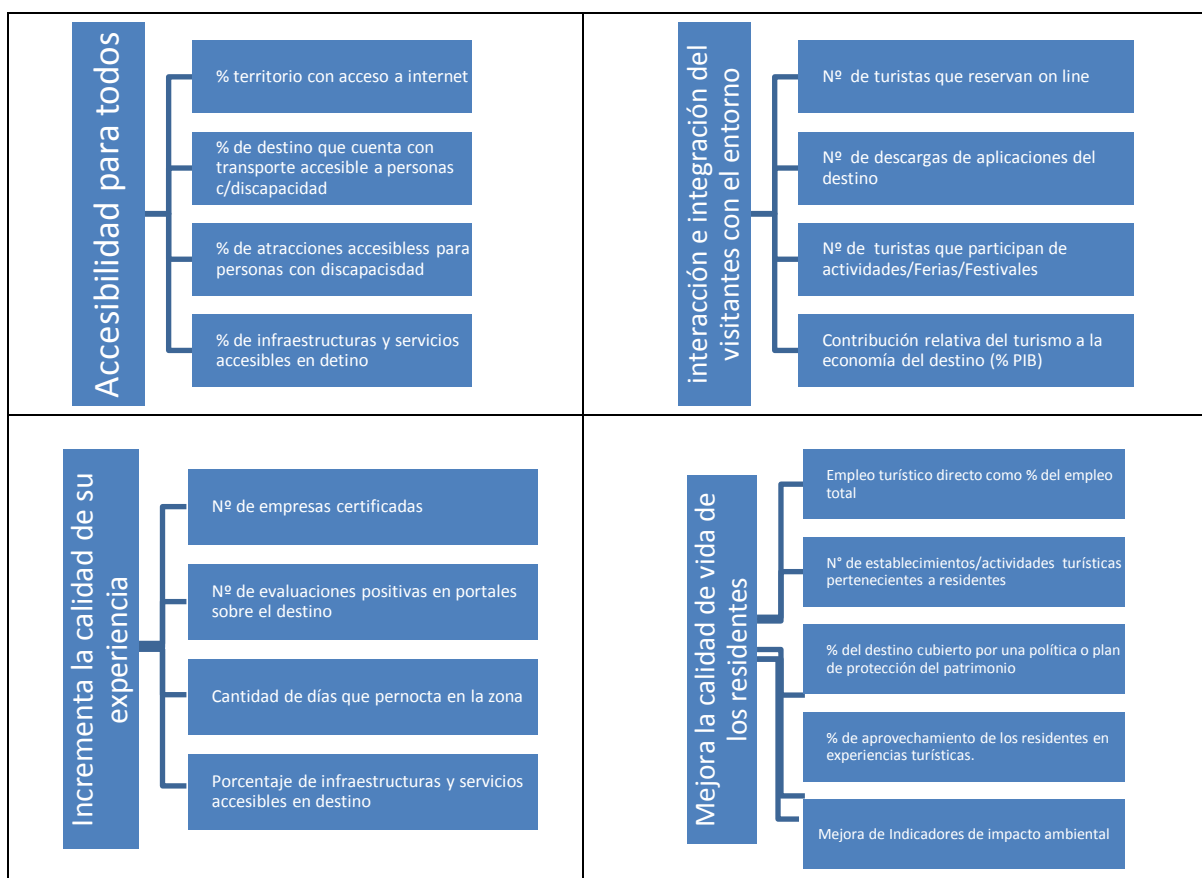 Accesibilidad para todos
% territorio con acceso a internet
% de destino que cuenta con
transporte accesible a personas
c/discapacidad
% de atracciones accesibless para
personas con discapacisdad
% de infraestructuras y servicios
accesibles en detino
interacción e integración del
visitantes con el entorno
Nº de turistas que reservan on line
Nº de descargas de aplicaciones del
destino
Nº de turistas que participan de
actividades/Ferias/Festivales
Contribución relativa del turismo a la
economía del destino (% PIB)
Incrementa la calidad de su
experiencia
Nº de empresas certificadas
Nº de evaluaciones positivas en portales
sobre el destino
Cantidad de días que pernocta en la zona
Porcentaje de infraestructuras y servicios
accesibles en destino
Mejora la calidad de vida de
los residentes
Empleo turístico directo como % del empleo
total
N° de establecimientos/actividades turísticas
pertenecientes a residentes
% del destino cubierto por una política o plan
de protección del patrimonio
% de aprovechamiento de los residentes en
experiencias turísticas.
Mejora de Indicadores de impacto ambiental